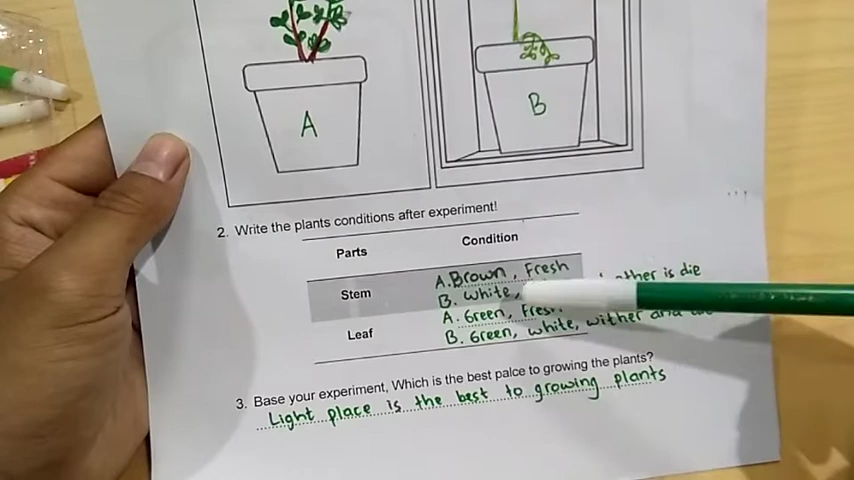 A
B
2. Write the plants conditions after experiment!
Parts Condition
Stem A. Brown, Fresh
B. White, other is die
Leaf A. Green, Fresh
B. Green, white, wither and
3. Base your experiment, Which is the best palce to growing the plants?
Light place is the best to growing plants